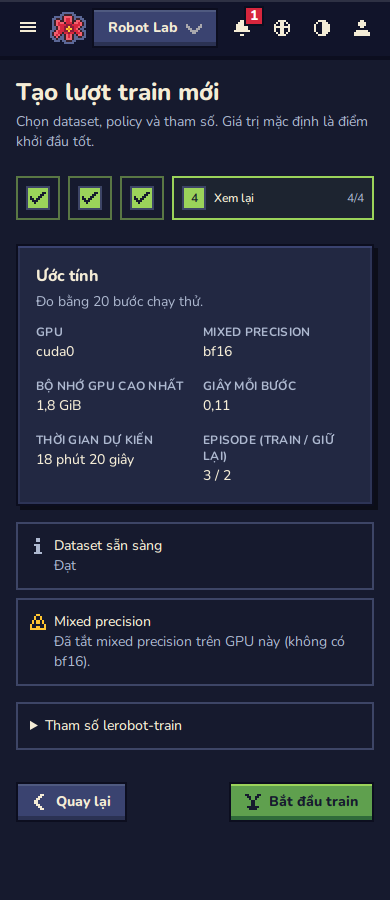 Robot Lab
1
Tạo lượt train mới
Chọn dataset, policy và tham số. Giá trị mặc định là điểm
khởi đầu tốt.
4 Xem lại 4/4
Ước tính
Đo bằng 20 bước chạy thử.
GPU
cuda0
MIXED PRECISION
bf16
BỘ NHỚ GPU CAO NHẤT
1,8 GiB
GIÂY MỖI BƯỚC
0,11
THỜI GIAN DỰ KIẾN
18 phút 20 giây
EPISODE (TRAIN / GIỮ
LẠI)
3 / 2
Dataset sẵn sàng
Đạt
Mixed precision
Đã tắt mixed precision trên GPU này (không có
bf16).
Tham số lerobot-train
Quay lại
Bắt đầu train